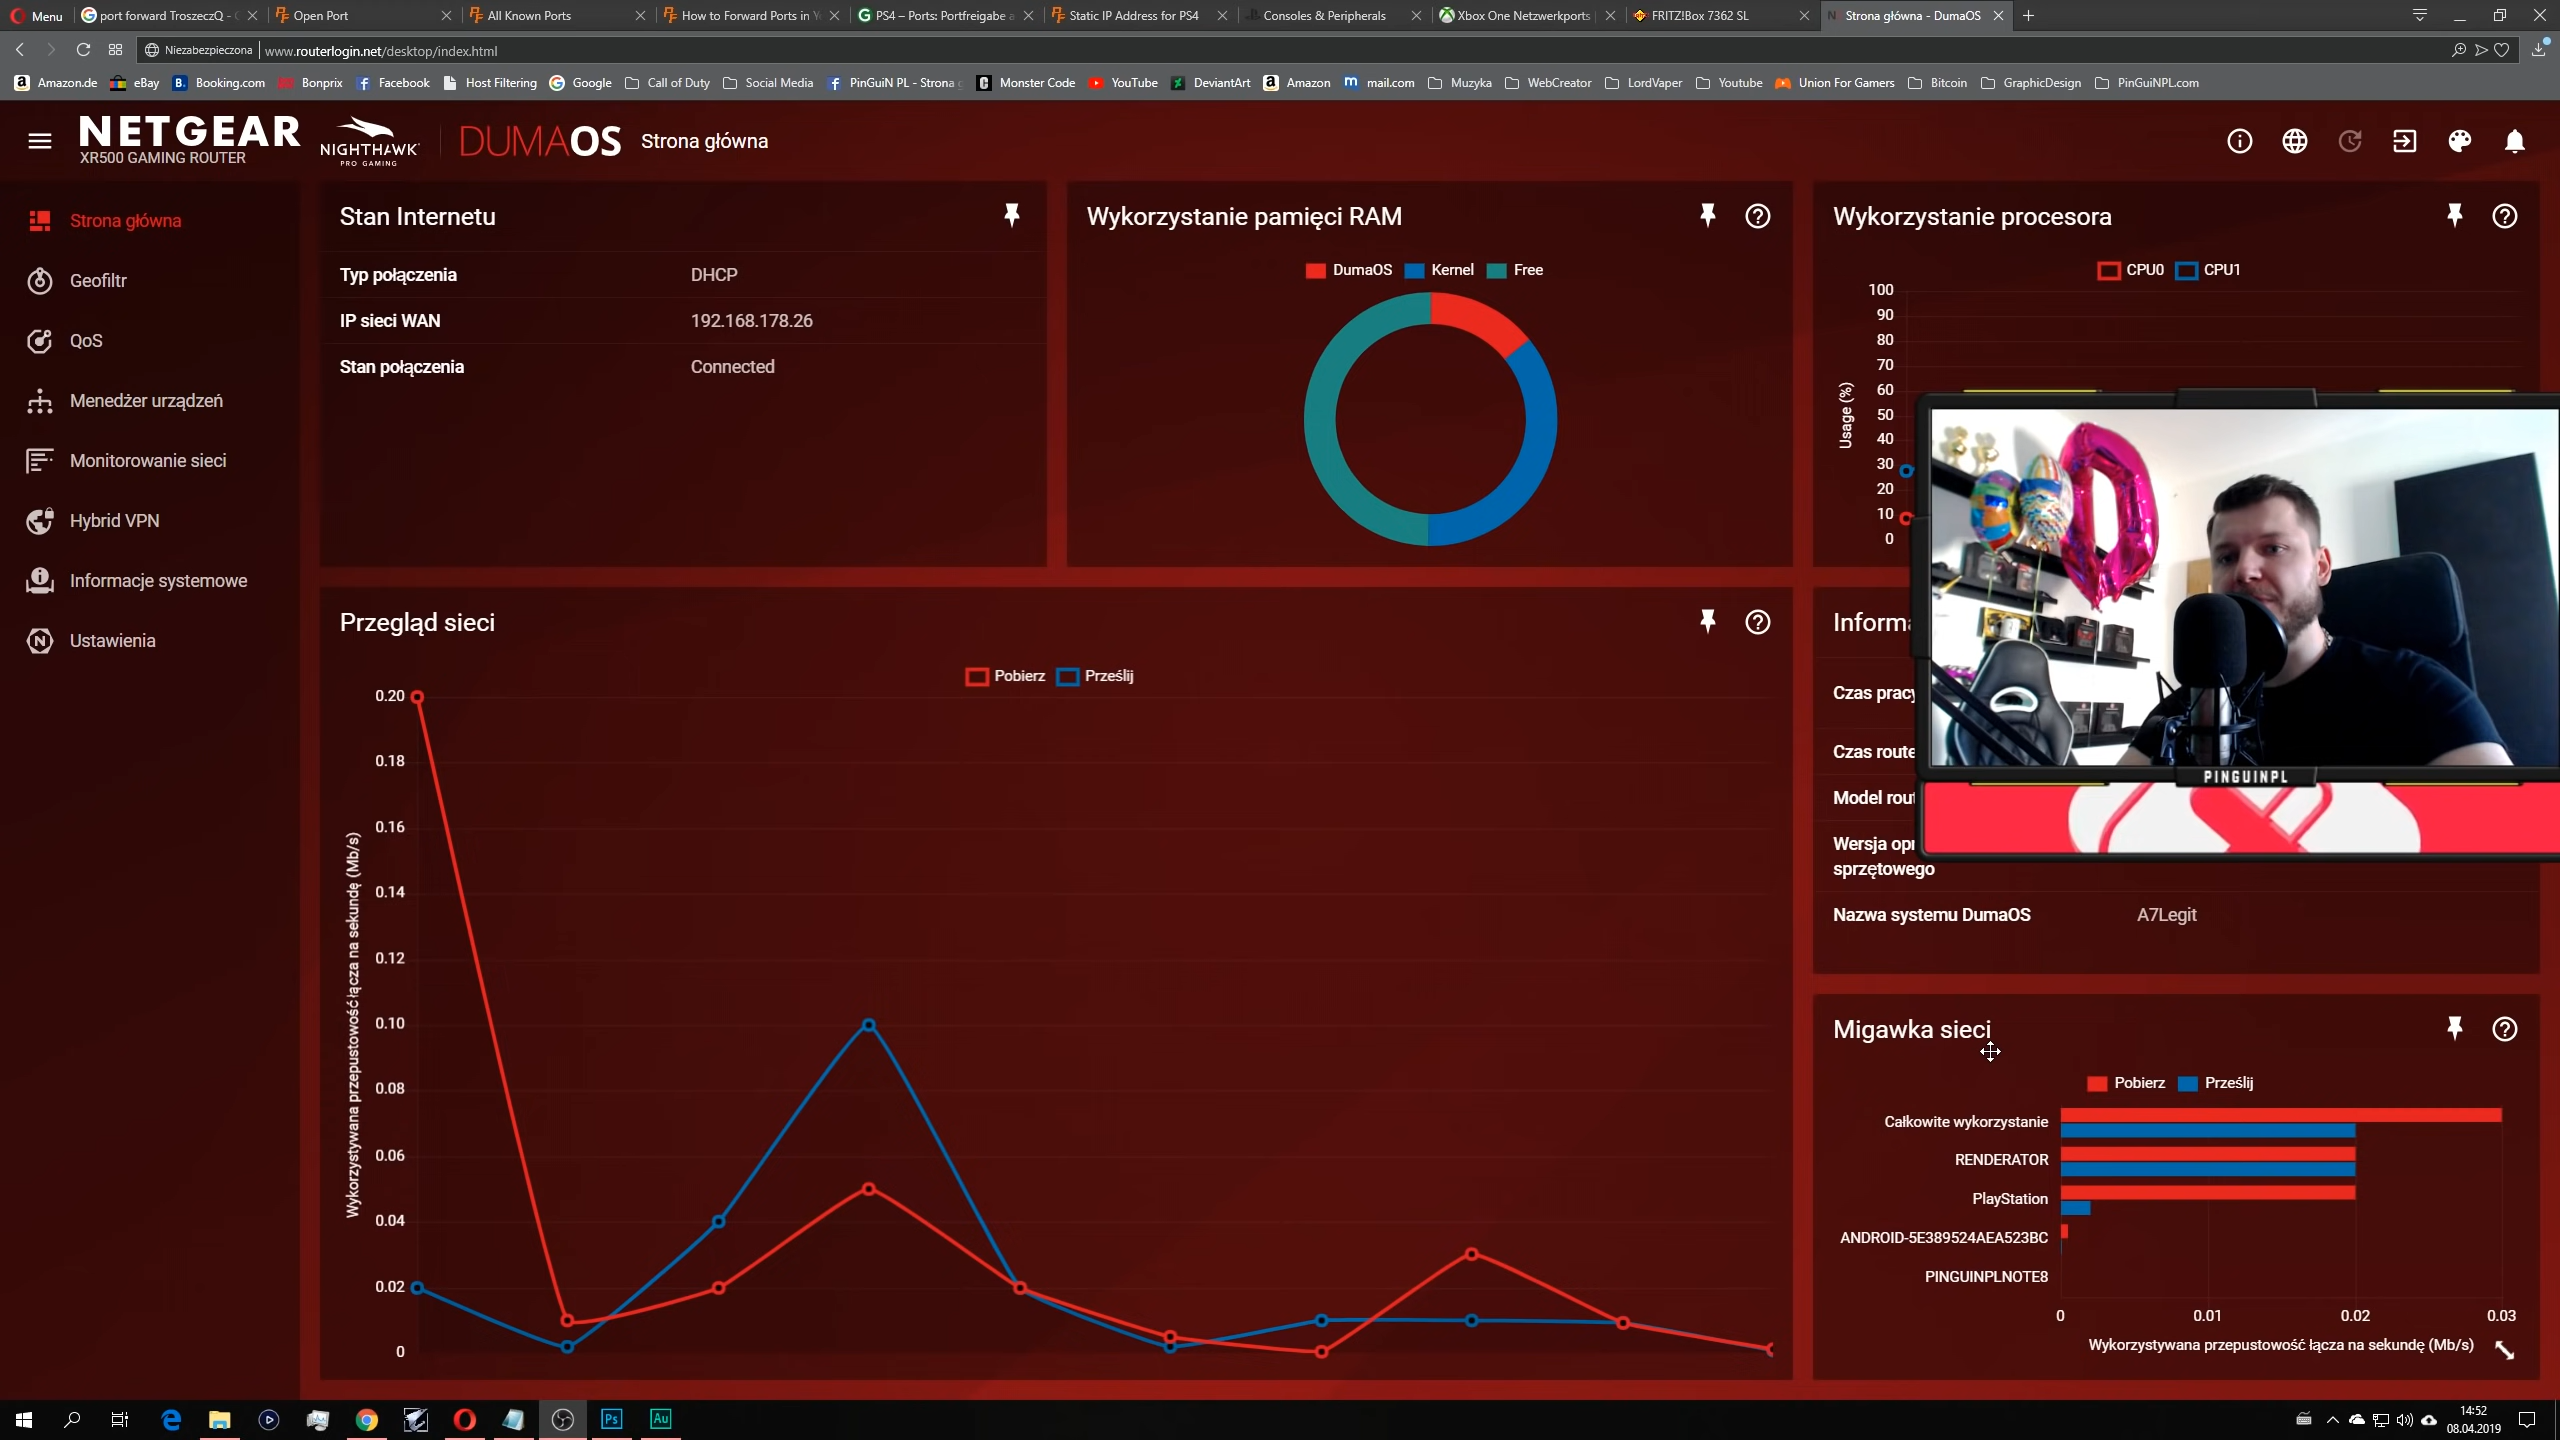 Menu
port forward TroszeczQ -
Open Port
All Known Ports
How to Forward Ports in Y
PS4 – Ports: Portfreigabe a
Static IP Address for PS4
Consoles & Peripherals
Xbox One Netzwerkports
FRITZ!Box 7362 SL
Strona główna - DumaOS
Niezabezpieczona
www.routerlogin.net/desktop/index.html
Amazon.de
eBay
Booking.com
Bonprix
Facebook
Host Filtering
Google
Call of Duty
Social Media
PinGuiN PL - Strona g
Monster Code
YouTube
DeviantArt
Amazon
mail.com
Muzyka
WebCreator
LordVaper
Youtube
Union For Gamers
Bitcoin
GraphicDesign
PinGuiNPL.com
NETGEAR
XR500 GAMING ROUTER
NIGHTHAWK
PRO GAMING
DUMAOS
Strona główna
Strona główna
Geofiltr
QoS
Menedżer urządzeń
Monitorowanie sieci
Hybrid VPN
Informacje systemowe
Ustawienia
Stan Internetu
Typ połączenia DHCP
IP sieci WAN 192.168.178.26
Stan połączenia Connected
Wykorzystanie pamięci RAM
DumaOS Kernel Free
Wykorzystanie procesora
CPU0 CPU1
100
90
80
70
60
50
40
30
20
10
0
Usage (%)
Przegląd sieci
Pobierz Prześlij
0.20
0.18
0.16
0.14
0.12
0.10
0.08
0.06
0.04
0.02
0
Wykorzystywana przepustowość łącza na sekundę (Mb/s)
Informa
Czas pracy
Czas route
Model rout
Wersja opr
sprzętowego
Nazwa systemu DumaOS A7Legit
PINGUINPL
Migawka sieci
Pobierz Prześlij
Całkowite wykorzystanie
RENDERATOR
PlayStation
ANDROID-5E389524AEA523BC
PINGUINPLNOTE8
0 0.01 0.02 0.03
Wykorzystywana przepustowość łącza na sekundę (Mb/s)
Ps
Au
14:52
08.04.2019